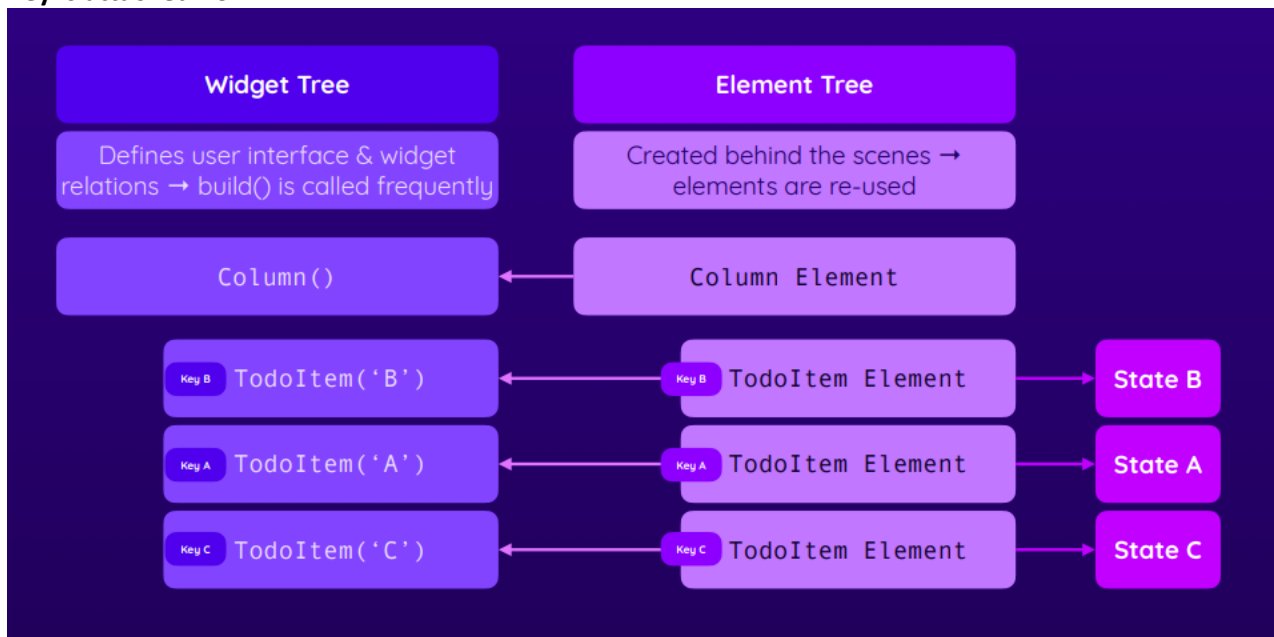 Widget Tree
Element Tree
Defines user interface & widget
relations → build() is called frequently
Created behind the scenes →
elements are re-used
Column()
Column Element
Key B TodoItem(‘B’)
Key B TodoItem Element
State B
Key A TodoItem(‘A’)
Key A TodoItem Element
State A
Key C TodoItem(‘C’)
Key C TodoItem Element
State C